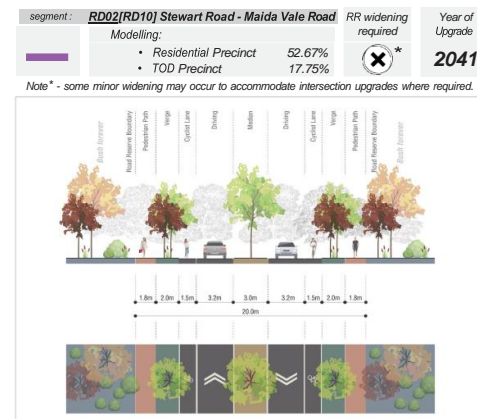 segment : RD02[RD10] Stewart Road - Maida Vale Road RR widening required Year of Upgrade
Modelling:
• Residential Precinct 52.67%
• TOD Precinct 17.75%
* 2041
Note* - some minor widening may occur to accommodate intersection upgrades where required.
Bush forever
Road Reserve Boundary
Pedestrian Path
Verge
Cyclist Lane
Driving
Median
Driving
Cyclist Lane
Verge
Pedestrian Path
Road Reserve Boundary
Bush forever
1.8m 2.0m 1.5m 3.2m 3.0m 3.2m 1.5m 2.0m 1.8m
20.0m